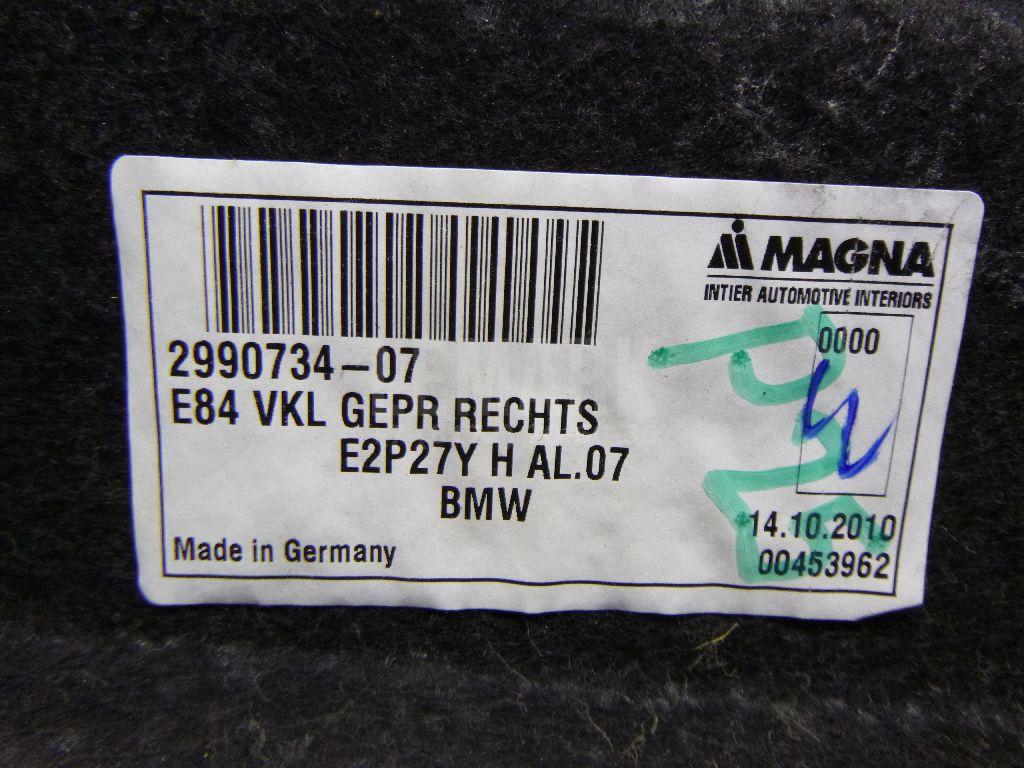 MAGNA
INTIER AUTOMOTIVE INTERIORS
0000
2990734-07
E84 VKL GEPR RECHTS
E2P27Y H AL.07
BMW
14.10.2010
Made in Germany
00453962